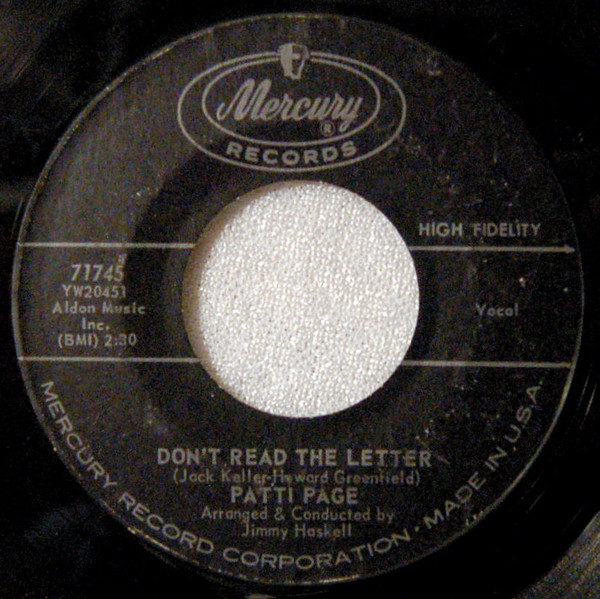 Mercury
®
RECORDS
HIGH FIDELITY
71745
YW20451
Aldon Music
Inc.
(BMI) 2:30
Vocal
DON'T READ THE LETTER
(Jack Keller-Howard Greenfield)
PATTI PAGE
Arranged & Conducted by
Jimmy Haskell
MERCURY RECORD CORPORATION · MADE IN U.S.A.